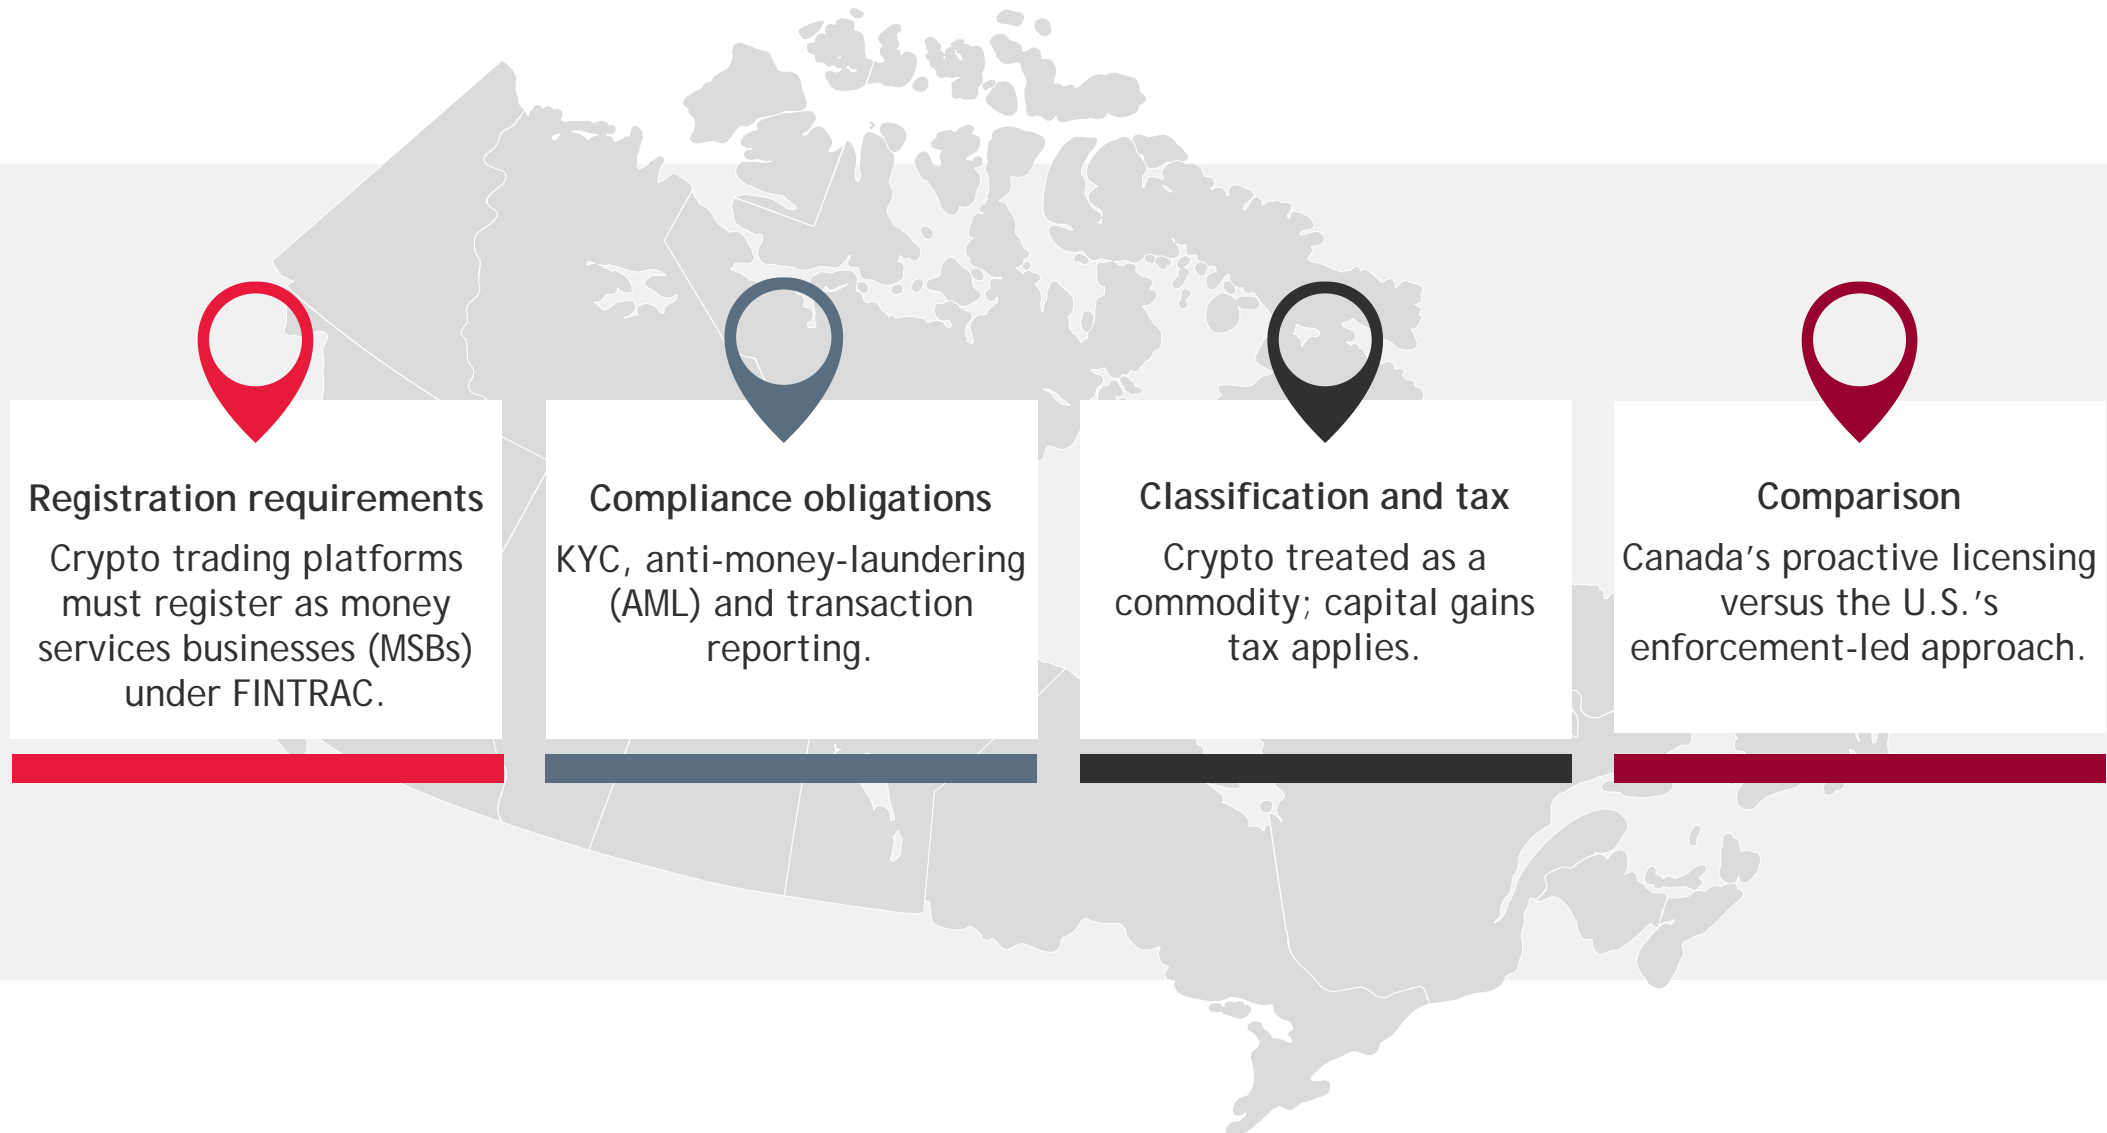 Registration requirements
Crypto trading platforms
must register as money
services businesses (MSBs)
under FINTRAC.
Compliance obligations
KYC, anti-money-laundering
(AML) and transaction
reporting.
Classification and tax
Crypto treated as a
commodity; capital gains
tax applies.
Comparison
Canada's proactive licensing
versus the U.S.'s
enforcement-led approach.